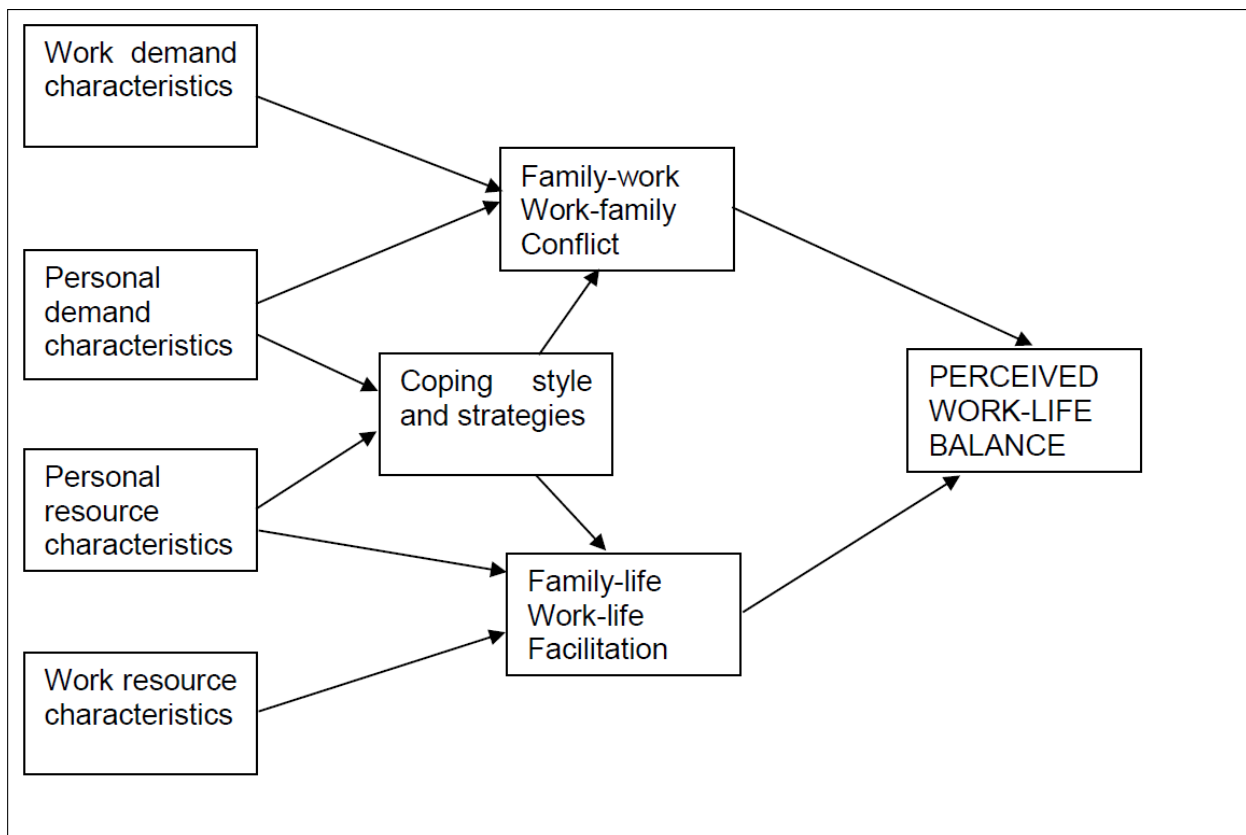 Work demand
characteristics
Family-work
Work-family
Conflict
Personal
demand
characteristics
Coping style
and strategies
PERCEIVED
WORK-LIFE
BALANCE
Personal
resource
characteristics
Family-life
Work-life
Facilitation
Work resource
characteristics